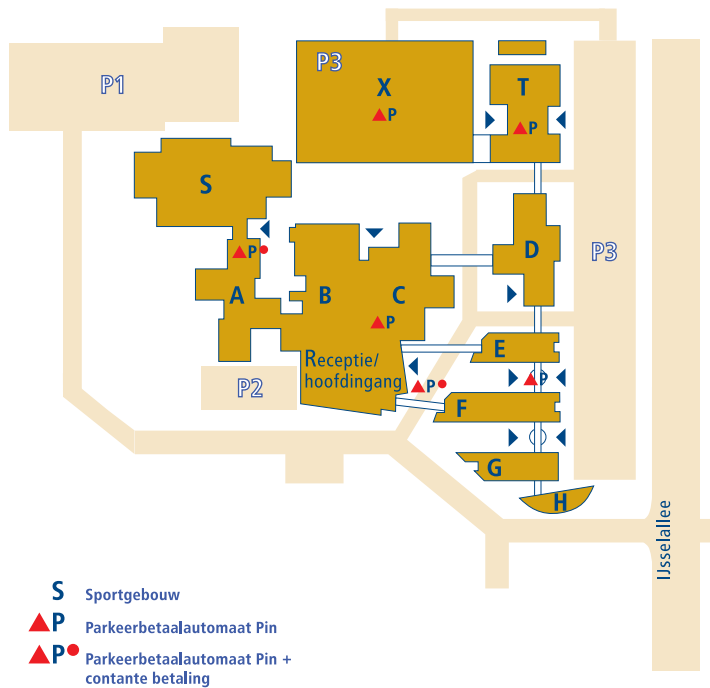 P1
P3
X
P
T
P
S
P
A
B
C
P
D
P3
E
P
Receptie/
hoofdingang
P
P2
F
G
H
IJsselallee
S Sportgebouw
P Parkeerbetaalautomaat Pin
P Parkeerbetaalautomaat Pin +
contante betaling